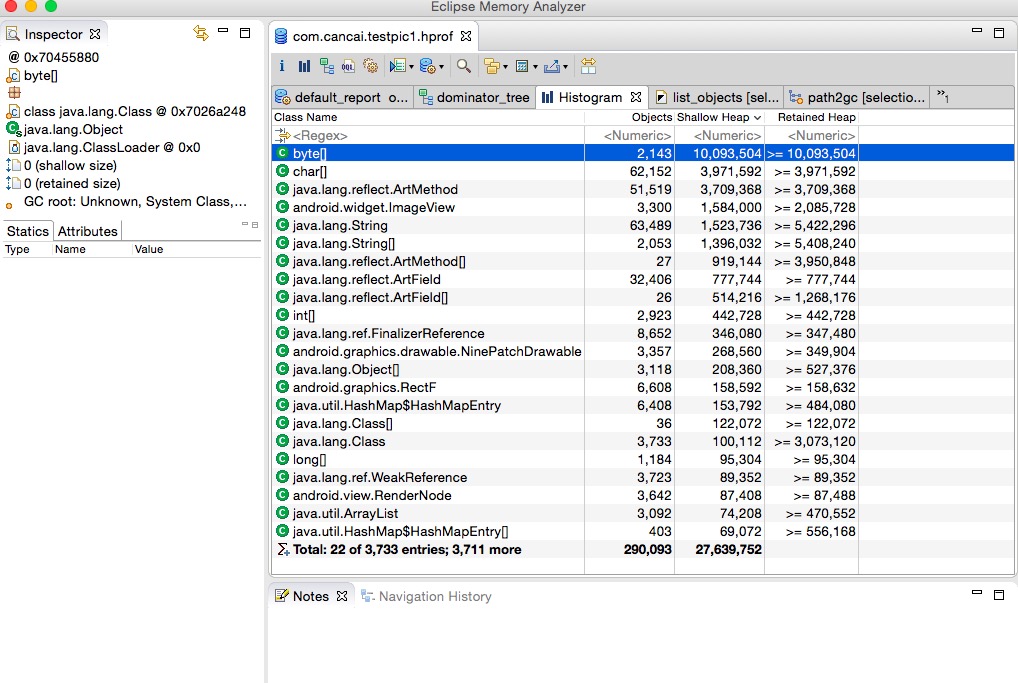 Eclipse Memory Analyzer
Inspector
@ 0x70455880
byte[]
class java.lang.Class @ 0x7026a248
java.lang.Object
java.lang.ClassLoader @ 0x0
0 (shallow size)
0 (retained size)
GC root: Unknown, System Class,...
Statics Attributes
Type Name Value
com.cancai.testpic1.hprof
default_report o... dominator_tree Histogram list_objects [sel... path2gc [selectio... »1
Class Name Objects Shallow Heap Retained Heap
<Regex> <Numeric> <Numeric> <Numeric>
byte[] 2,143 10,093,504 >= 10,093,504
char[] 62,152 3,971,592 >= 3,971,592
java.lang.reflect.ArtMethod 51,519 3,709,368 >= 3,709,368
android.widget.ImageView 3,300 1,584,000 >= 2,085,728
java.lang.String 63,489 1,523,736 >= 5,422,296
java.lang.String[] 2,053 1,396,032 >= 5,408,240
java.lang.reflect.ArtMethod[] 27 919,144 >= 3,950,848
java.lang.reflect.ArtField 32,406 777,744 >= 777,744
java.lang.reflect.ArtField[] 26 514,216 >= 1,268,176
int[] 2,923 442,728 >= 442,728
java.lang.ref.FinalizerReference 8,652 346,080 >= 347,480
android.graphics.drawable.NinePatchDrawable 3,357 268,560 >= 349,904
java.lang.Object[] 3,118 208,360 >= 527,376
android.graphics.RectF 6,608 158,592 >= 158,632
java.util.HashMap$HashMapEntry 6,408 153,792 >= 484,080
java.lang.Class[] 36 122,072 >= 122,072
java.lang.Class 3,733 100,112 >= 3,073,120
long[] 1,184 95,304 >= 95,304
java.lang.ref.WeakReference 3,723 89,352 >= 89,352
android.view.RenderNode 3,642 87,408 >= 87,488
java.util.ArrayList 3,092 74,208 >= 470,552
java.util.HashMap$HashMapEntry[] 403 69,072 >= 556,168
Total: 22 of 3,733 entries; 3,711 more 290,093 27,639,752
Notes Navigation History